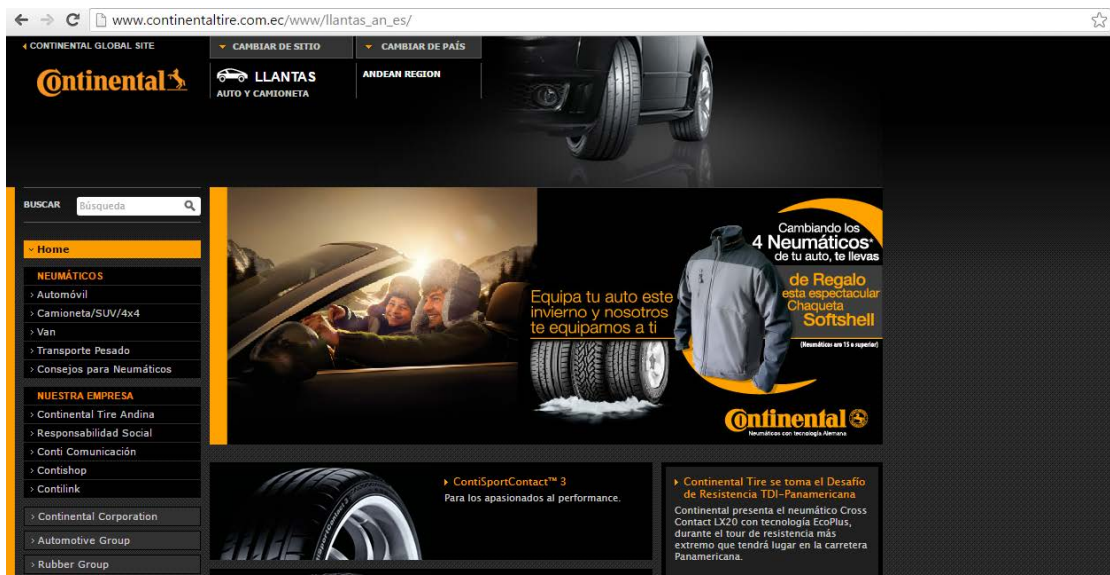 www.continentaltire.com.ec/www/llantas_an_es/
CONTINENTAL GLOBAL SITE
CAMBIAR DE SITIO
CAMBIAR DE PAÍS
Continental
LLANTAS
AUTO Y CAMIONETA
ANDEAN REGION
BUSCAR
Búsqueda
Home
NEUMÁTICOS
Automóvil
Camioneta/SUV/4x4
Van
Transporte Pesado
Consejos para Neumáticos
NUESTRA EMPRESA
Continental Tire Andina
Responsabilidad Social
Conti Comunicación
Contishop
Contilink
Continental Corporation
Automotive Group
Rubber Group
Equipa tu auto este
invierno y nosotros
te equipamos a ti
Cambiando los
4 Neumáticos*
de tu auto, te llevas
de Regalo
esta espectacular
Chaqueta
Softshell
(Neumáticos aro 15 o superior)
Continental
Neumáticos con tecnología Alemana
ContiSportContact™ 3
Para los apasionados al performance.
Continental Tire se toma el Desafío
de Resistencia TDI-Panamericana
Continental presenta el neumático Cross
Contact LX20 con tecnología EcoPlus,
durante el tour de resistencia más
extremo que tendrá lugar en la carretera
Panamericana.